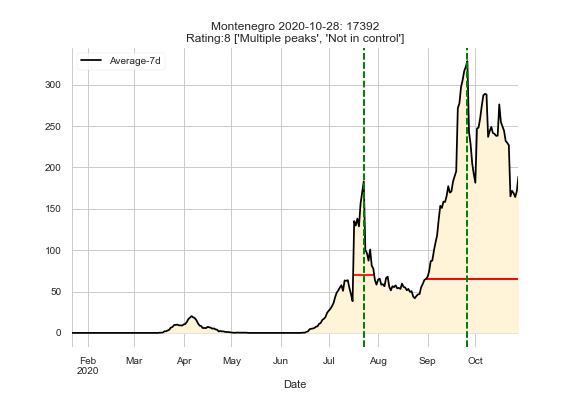 Montenegro 2020-10-28: 17392
Rating:8 ['Multiple peaks', 'Not in control']
Average-7d
300
250
200
150
100
50
0
Feb Mar Apr May Jun Jul Aug Sep Oct
2020
Date